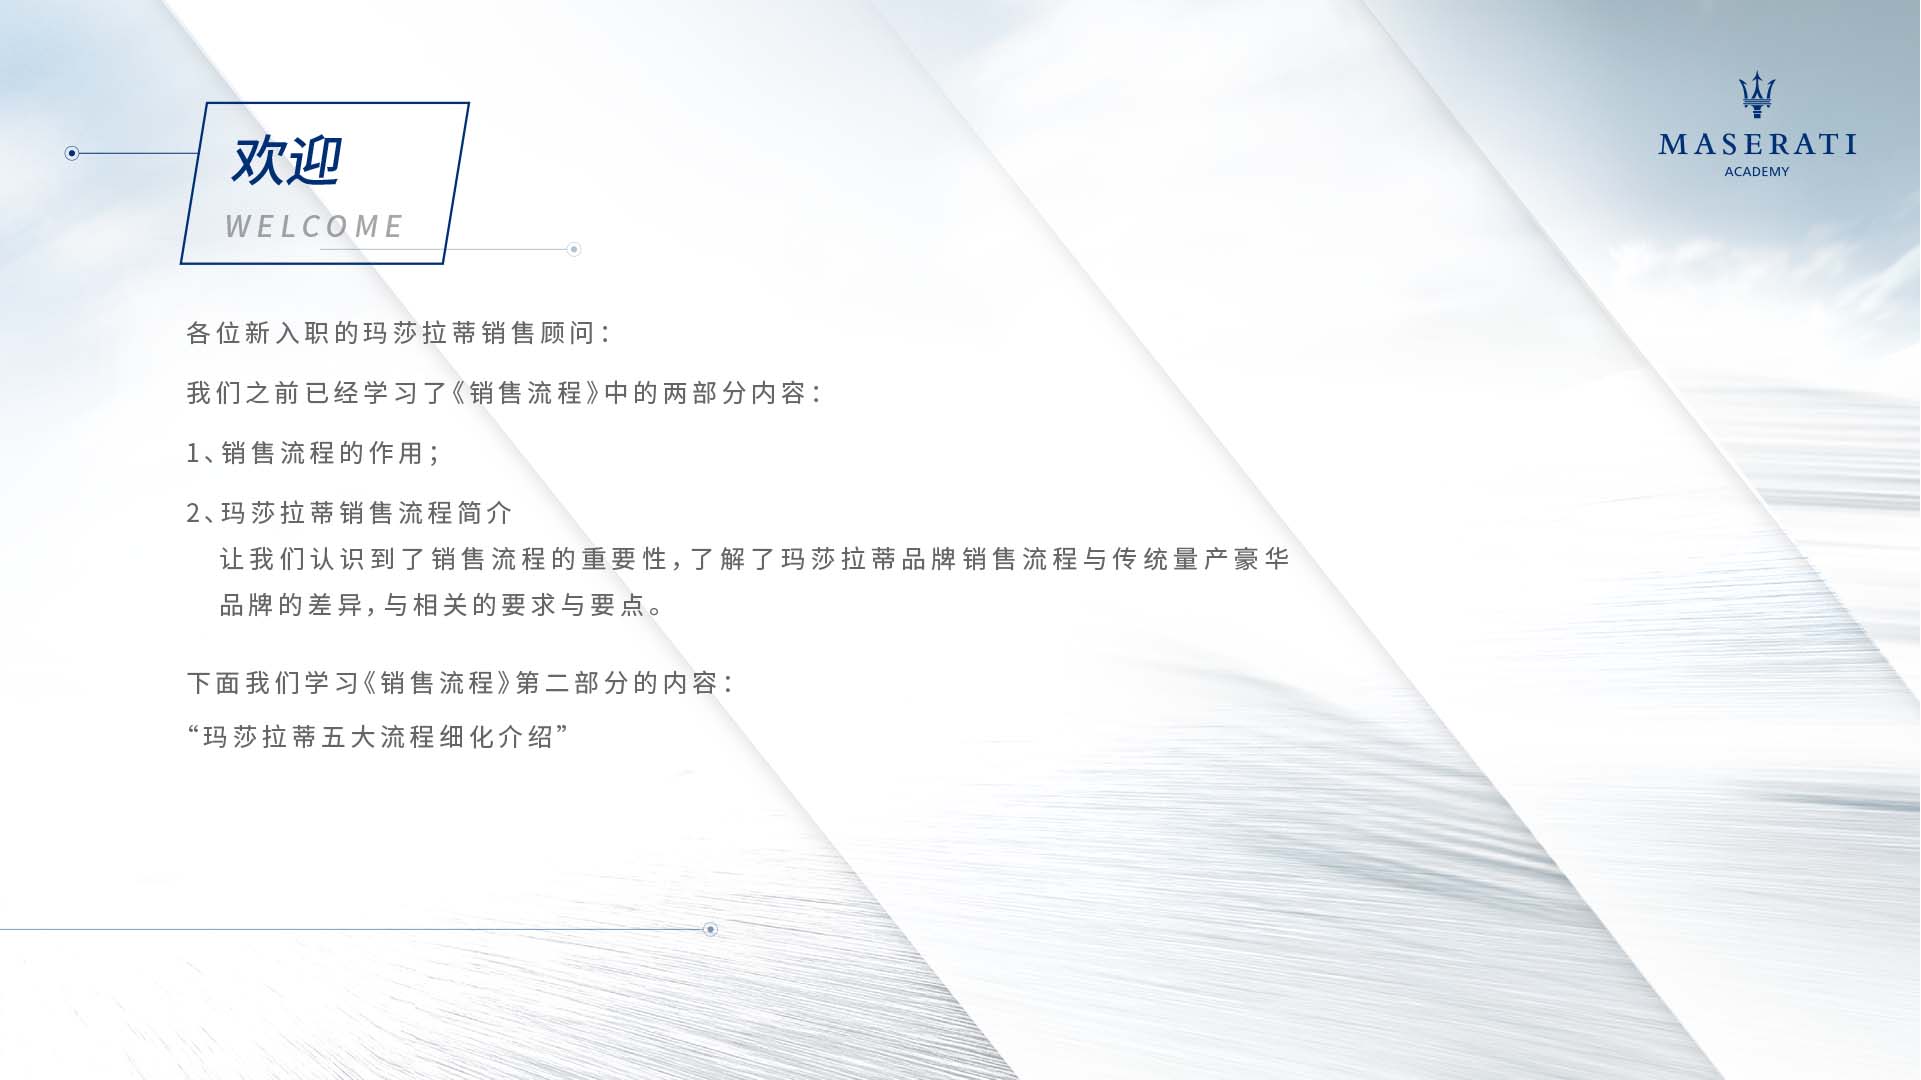 欢迎
WELCOME
MASERATI
ACADEMY
各位新入职的玛莎拉蒂销售顾问：
我们之前已经学习了《销售流程》中的两部分内容：
1、销售流程的作用；
2、玛莎拉蒂销售流程简介
让我们认识到了销售流程的重要性，了解了玛莎拉蒂品牌销售流程与传统量产豪华
品牌的差异，与相关的要求与要点。
下面我们学习《销售流程》第二部分的内容：
“玛莎拉蒂五大流程细化介绍”